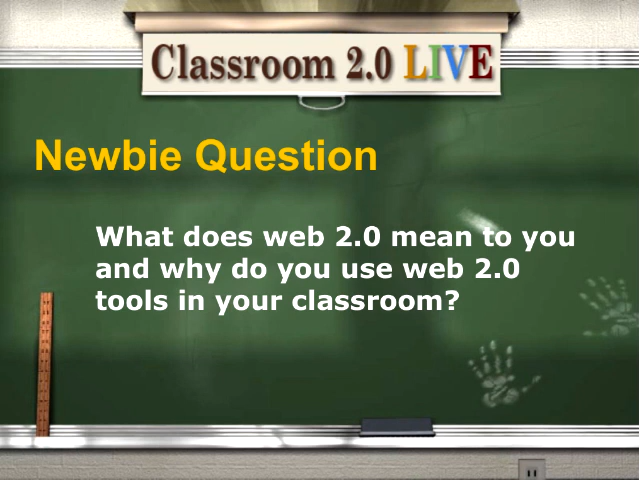 Classroom 2.0 LIVE
Newbie Question
What does web 2.0 mean to you
and why do you use web 2.0
tools in your classroom?